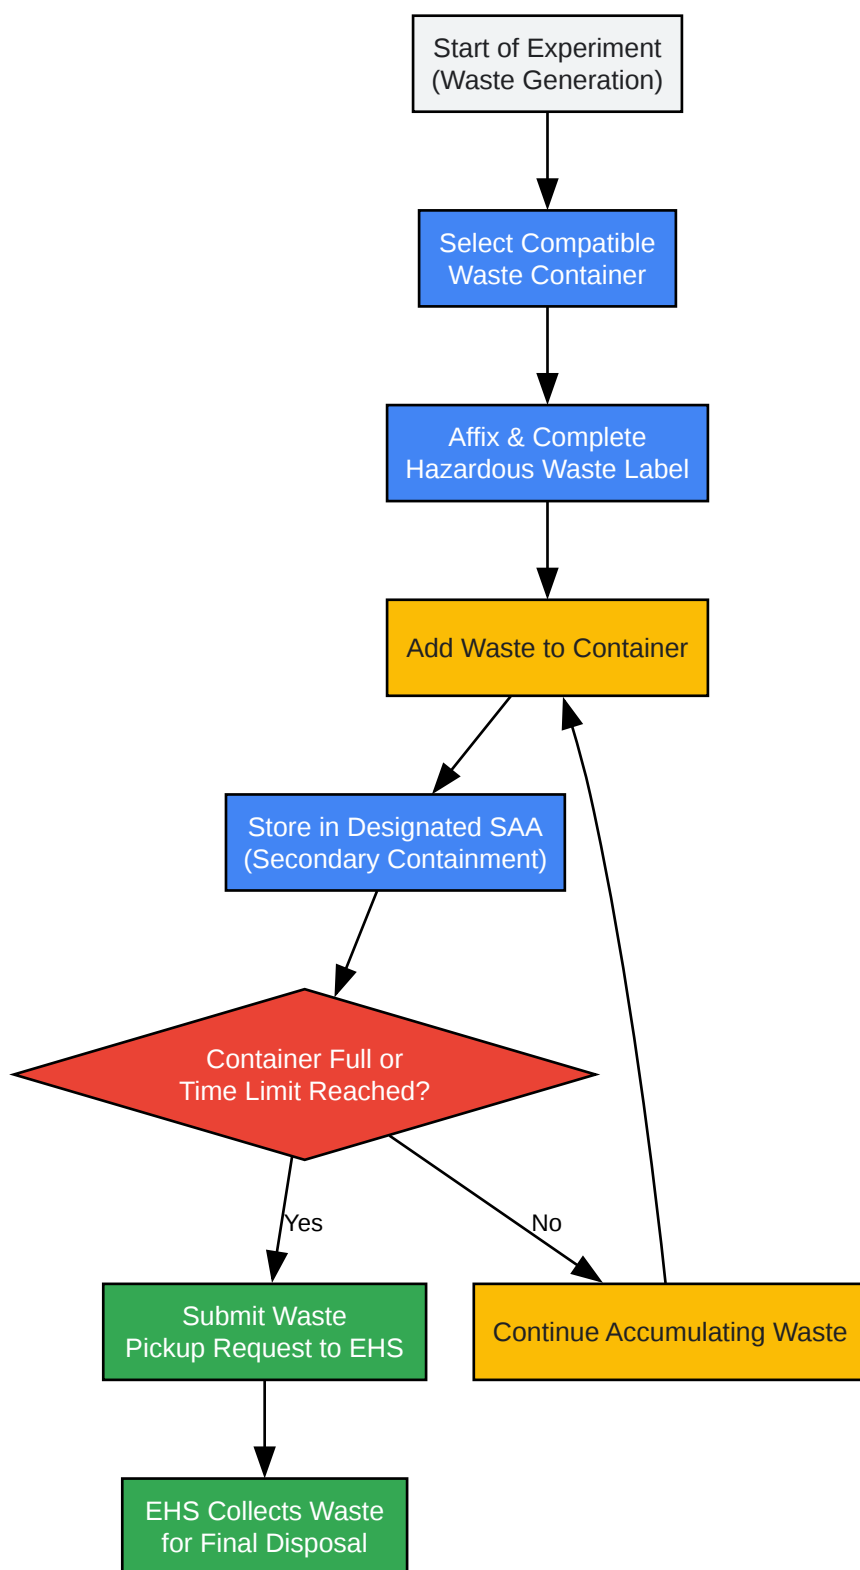 Start of Experiment
(Waste Generation)
Select Compatible
Waste Container
Affix & Complete
Hazardous Waste Label
Add Waste to Container
Store in Designated SAA
(Secondary Containment)
Container Full or
Time Limit Reached?
Yes
No
Submit Waste
Pickup Request to EHS
Continue Accumulating Waste
EHS Collects Waste
for Final Disposal